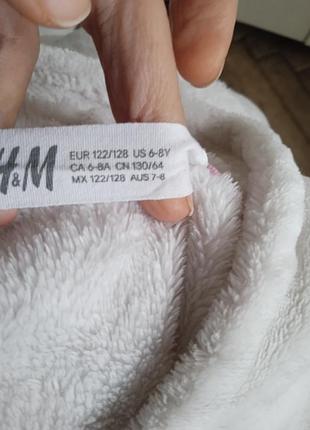 H&M
EUR 122/128 US 6-8Y
CA 6-8A CN 130/64
MX 122/128 AUS 7-8